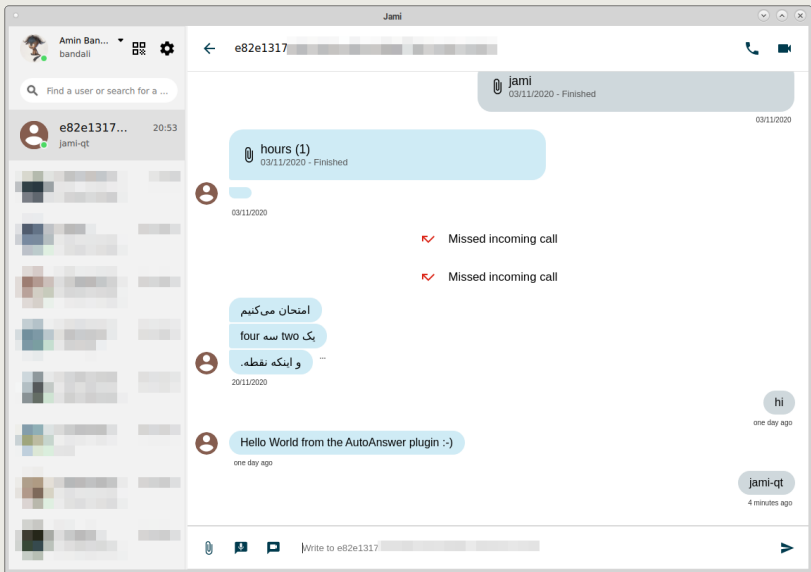 Jami
Amin Ban...
bandali
Find a user or search for a ...
e82e1317...
20:53
jami-qt
e82e1317
jami
03/11/2020 - Finished
03/11/2020
hours (1)
03/11/2020 - Finished
03/11/2020
Missed incoming call
Missed incoming call
امتحان می‌کنیم
یک two سه four
و اینکه نقطه.
...
20/11/2020
hi
one day ago
Hello World from the AutoAnswer plugin :-)
one day ago
jami-qt
4 minutes ago
Write to e82e1317